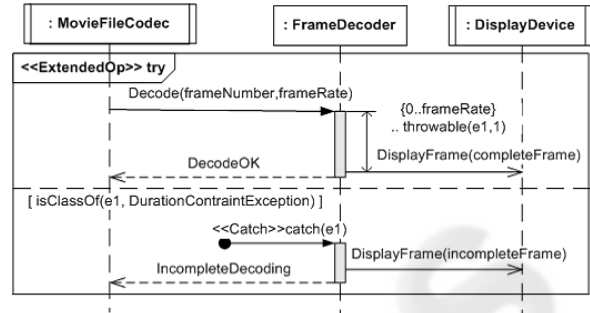 : MovieFileCodec
: FrameDecoder
: DisplayDevice
<<ExtendedOp>> try
Decode(frameNumber,frameRate)
{0..frameRate}
.. throwable(e1,1)
DisplayFrame(completeFrame)
DecodeOK
[ isClassOf(e1, DurationContraintException) ]
<<Catch>>catch(e1)
DisplayFrame(incompleteFrame)
IncompleteDecoding